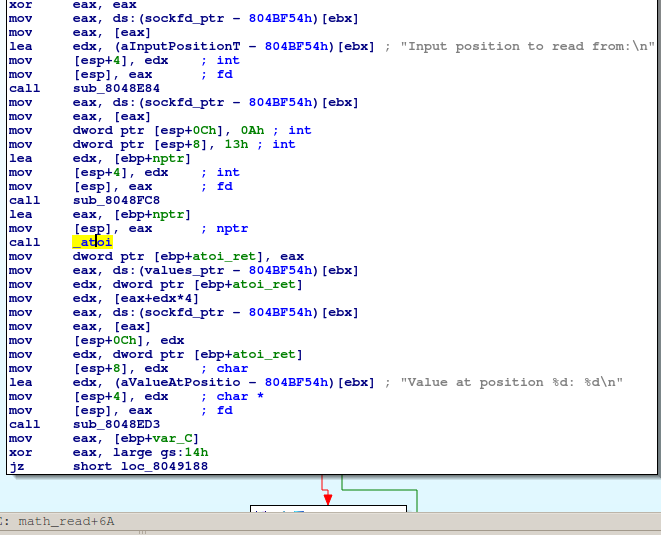 xor eax, eax
mov eax, ds:(sockfd_ptr - 804BF54h)[ebx]
mov eax, [eax]
lea edx, (aInputPositionT - 804BF54h)[ebx] ; "Input position to read from:\n"
mov [esp+4], edx ; int
mov [esp], eax ; fd
call sub_8048E84
mov eax, ds:(sockfd_ptr - 804BF54h)[ebx]
mov eax, [eax]
mov dword ptr [esp+0Ch], 0Ah ; int
mov dword ptr [esp+8], 13h ; int
lea edx, [ebp+nptr]
mov [esp+4], edx ; int
mov [esp], eax ; fd
call sub_8048FC8
lea eax, [ebp+nptr]
mov [esp], eax ; nptr
call _atoi
mov dword ptr [ebp+atoi_ret], eax
mov eax, ds:(values_ptr - 804BF54h)[ebx]
mov edx, dword ptr [ebp+atoi_ret]
mov edx, [eax+edx*4]
mov eax, ds:(sockfd_ptr - 804BF54h)[ebx]
mov eax, [eax]
mov [esp+0Ch], edx
mov edx, dword ptr [ebp+atoi_ret]
mov [esp+8], edx ; char
lea edx, (aValueAtPositio - 804BF54h)[ebx] ; "Value at position %d: %d\n"
mov [esp+4], edx ; char *
mov [esp], eax ; fd
call sub_8048ED3
mov eax, [ebp+var_C]
xor eax, large gs:14h
jz short loc_8049188
: math_read+6A